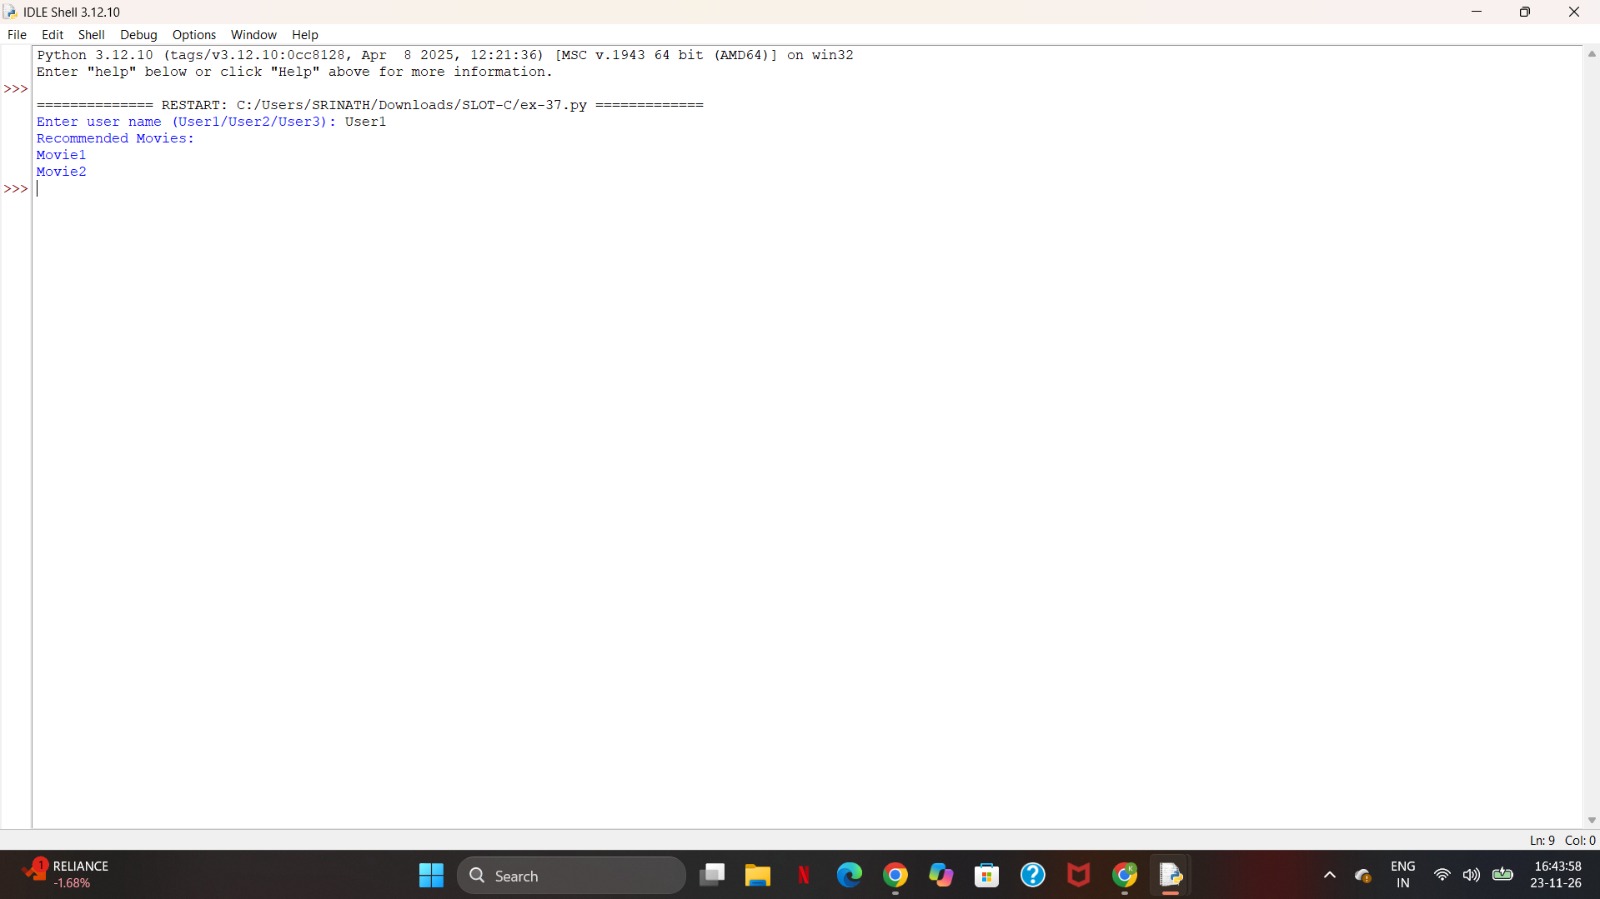 IDLE Shell 3.12.10
File Edit Shell Debug Options Window Help
Python 3.12.10 (tags/v3.12.10:0cc8128, Apr  8 2025, 12:21:36) [MSC v.1943 64 bit (AMD64)] on win32
Enter "help" below or click "Help" above for more information.
>>>
============== RESTART: C:/Users/SRINATH/Downloads/SLOT-C/ex-37.py =============
Enter user name (User1/User2/User3): User1
Recommended Movies:
Movie1
Movie2
>>>
Ln: 9 Col: 0
1 RELIANCE
-1.68%
Search
ENG
IN
16:43:58
23-11-26